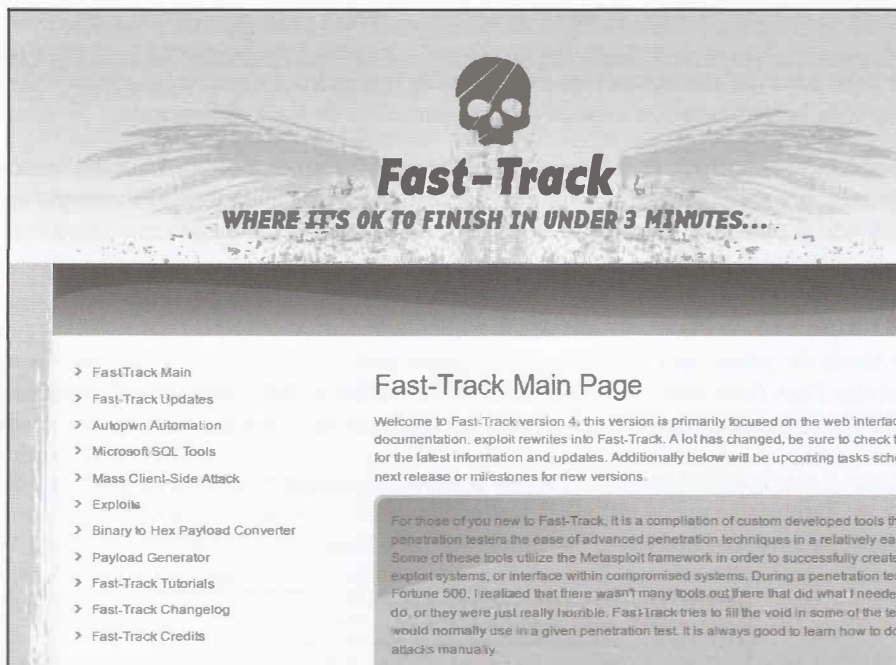 Fast-Track
WHERE IT'S OK TO FINISH IN UNDER 3 MINUTES...
FastTrack Main
Fast-Track Updates
Autopwn Automation
Microsoft SQL Tools
Mass Client-Side Attack
Exploits
Binary to Hex Payload Converter
Payload Generator
Fast-Track Tutorials
Fast-Track Changelog
Fast-Track Credits
Fast-Track Main Page
Welcome to Fast-Track version 4, this version is primarily focused on the web interfac
documentation. exploit rewrites into Fast-Track. A lot has changed, be sure to check t
for the latest information and updates. Additionally below will be upcoming tasks sche
next release or milestones for new versions.
For those of you new to Fast-Track, it is a compilation of custom developed tools th
penetration testers the ease of advanced penetration techniques in a relatively ea
Some of these tools utilize the Metasploit framework in order to successfully create
exploit systems, or interface within compromised systems. During a penetration te
Fortune 500, I realized that there wasn't many tools out there that did what I neede
do, or they were just really horrible. Fast-Track tries to fill the void in some of the te
would normally use in a given penetration test. It is always good to learn how to do
attacks manually